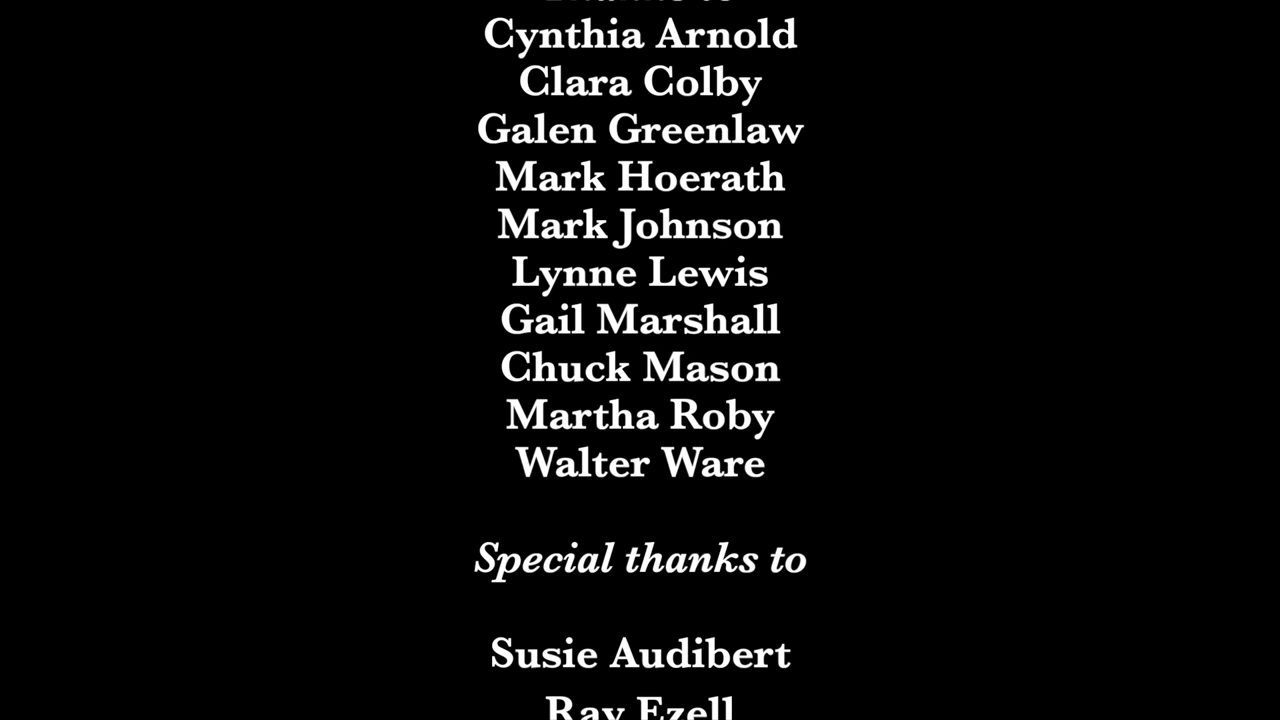 Cynthia Arnold
Clara Colby
Galen Greenlaw
Mark Hoerath
Mark Johnson
Lynne Lewis
Gail Marshall
Chuck Mason
Martha Roby
Walter Ware
Special thanks to
Susie Audibert
Ray Ezell